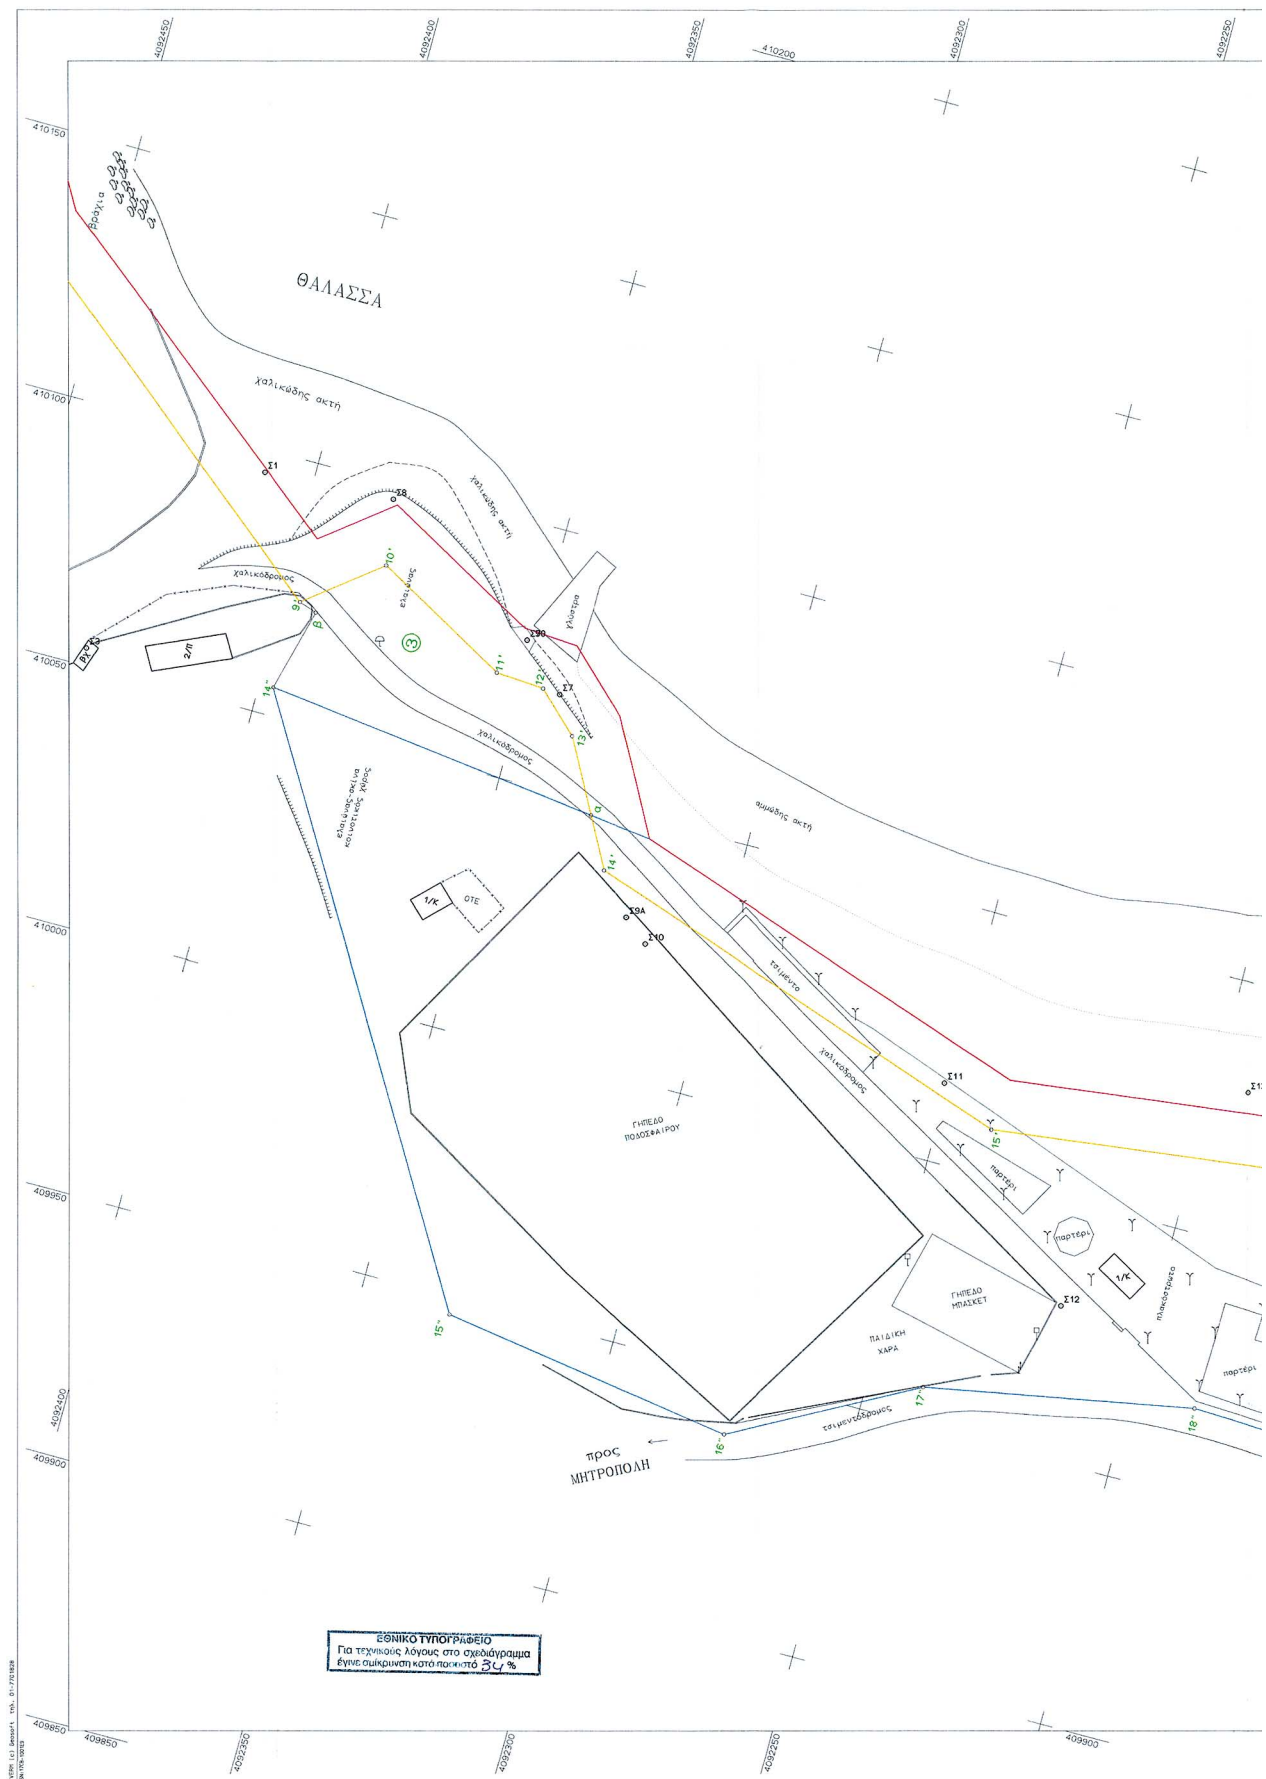 4092450
4092400
4092350
410200
4092300
4092250
410150
βράχια
ΘΑΛΑΣΣΑ
410100
χαλικώδης ακτή
Σ1
Σ8
χαλικώδης ακτή
χαλικόδρομος
10'
ελαιώνας
9'
β
γλύστρα
3
Σ90
2/Π
βχ
410050
11'
12'
Σ7
14"
13'
χαλικόδρομος
ελαιώνας-σχίνα
κοινοτικός χώρος
α
αμμώδης ακτή
14'
1/Κ
ΟΤΕ
Σ9Α
410000
Σ10
τσιμέντο
χαλικόδρομος
Σ11
ΓΗΠΕΔΟ
ΠΟΔΟΣΦΑΙΡΟΥ
15'
παρτέρι
409950
παρτέρι
1/Κ
πλακόστρωτο
ΓΗΠΕΔΟ
ΜΠΑΣΚΕΤ
Σ12
15"
ΠΑΙΔΙΚΗ
ΧΑΡΑ
παρτέρι
4092400
17"
τσιμεντόδρομος
18"
16"
προς
ΜΗΤΡΟΠΟΛΗ
409900
ΕΘΝΙΚΟ ΤΥΠΟΓΡΑΦΕΙΟ
Για τεχνικούς λόγους στο σχεδιάγραμμα
έγινε σμίκρυνση κατά ποσοστό 34 %
409850
409850
4092350
4092300
4092250
409900